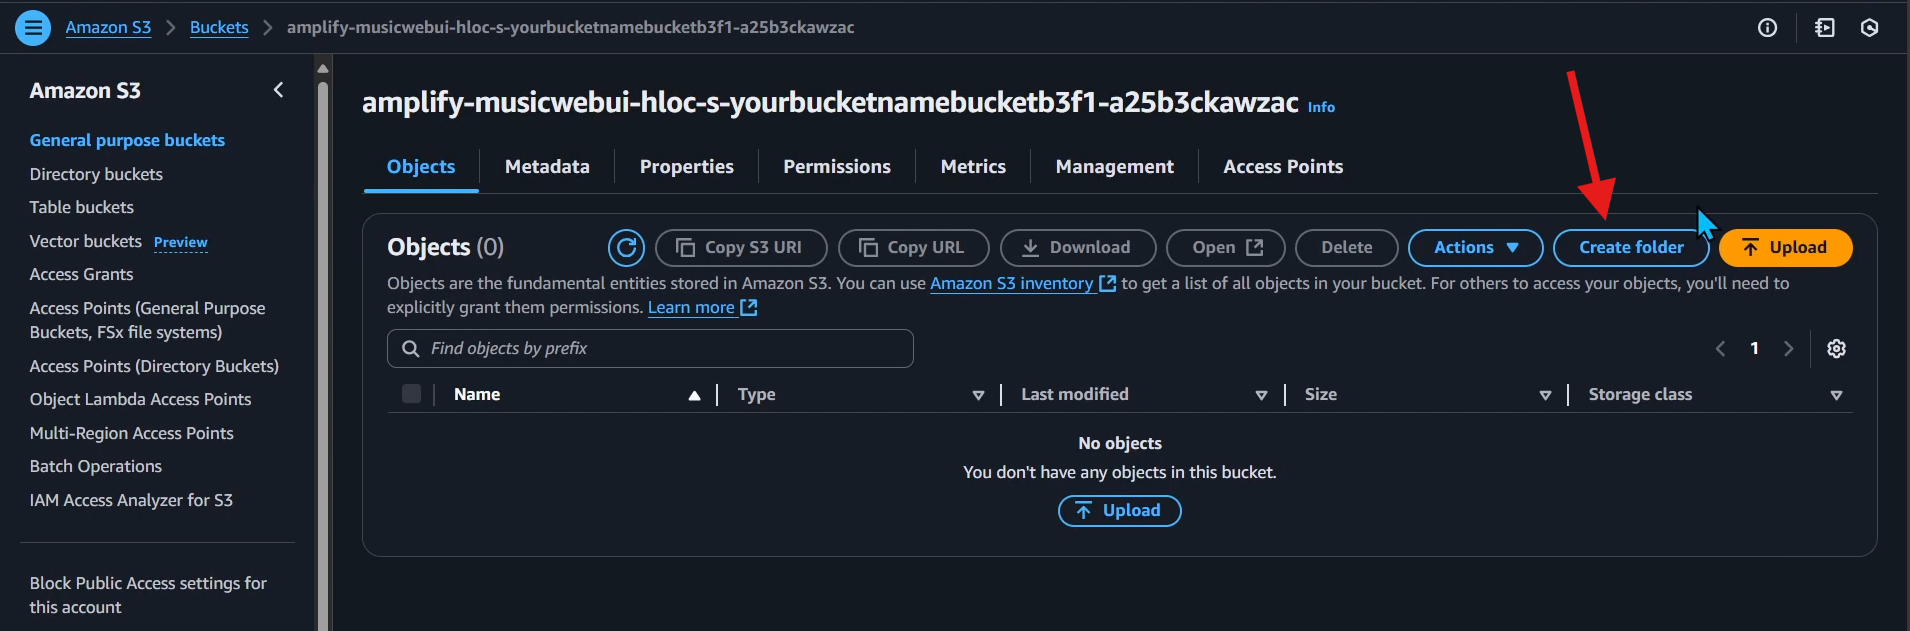 Amazon S3 > Buckets > amplify-musicwebui-hloc-s-yourbucketnamebucketb3f1-a25b3ckawzac
Amazon S3
General purpose buckets
Directory buckets
Table buckets
Vector buckets Preview
Access Grants
Access Points (General Purpose
Buckets, FSx file systems)
Access Points (Directory Buckets)
Object Lambda Access Points
Multi-Region Access Points
Batch Operations
IAM Access Analyzer for S3
Block Public Access settings for
this account
amplify-musicwebui-hloc-s-yourbucketnamebucketb3f1-a25b3ckawzac Info
Objects Metadata Properties Permissions Metrics Management Access Points
Objects (0) Copy S3 URI Copy URL Download Open Delete Actions Create folder Upload
Objects are the fundamental entities stored in Amazon S3. You can use Amazon S3 inventory to get a list of all objects in your bucket. For others to access your objects, you'll need to
explicitly grant them permissions. Learn more
Find objects by prefix 1
Name Type Last modified Size Storage class
No objects
You don't have any objects in this bucket.
Upload